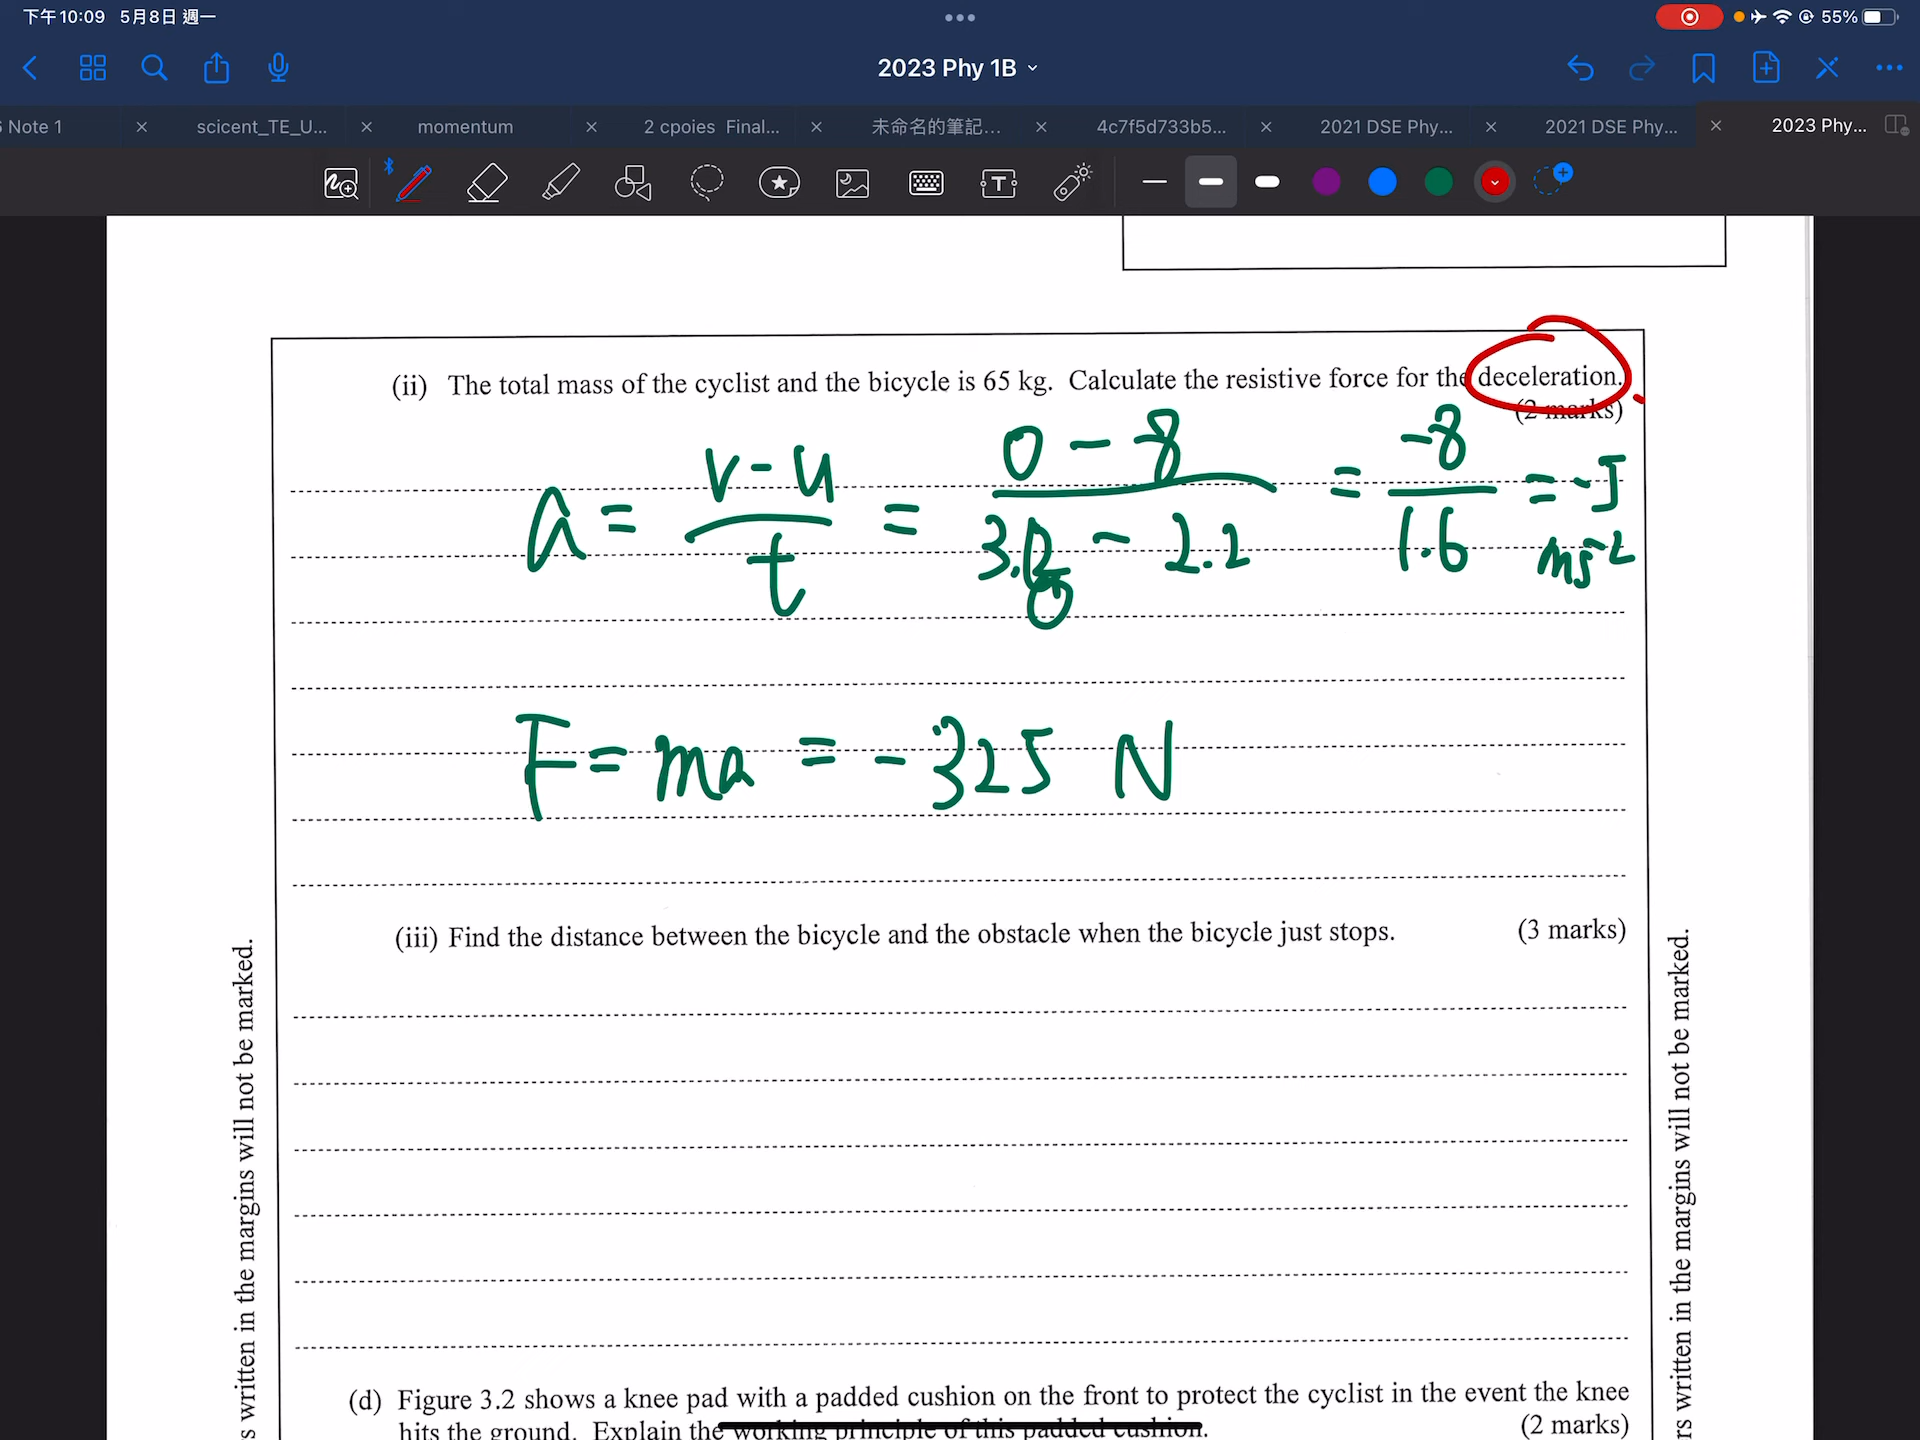 下午10:09 5月8日 週一
55%
2023 Phy 1B
Note 1
scicent_TE_U...
momentum
2 cpoies Final...
未命名的筆記...
4c7f5d733b5...
2021 DSE Phy...
2021 DSE Phy...
2023 Phy...
(ii) The total mass of the cyclist and the bicycle is 65 kg. Calculate the resistive force for the deceleration.
(2 marks)
a = v - u / t = 0 - 8 / 3.8 - 2.2 = -8 / 1.6 = -5 ms⁻²
F = ma = -325 N
(iii) Find the distance between the bicycle and the obstacle when the bicycle just stops. (3 marks)
(d) Figure 3.2 shows a knee pad with a padded cushion on the front to protect the cyclist in the event the knee
hits the ground. Explain the working principle of this padded cushion. (2 marks)
s written in the margins will not be marked.
rs written in the margins will not be marked.